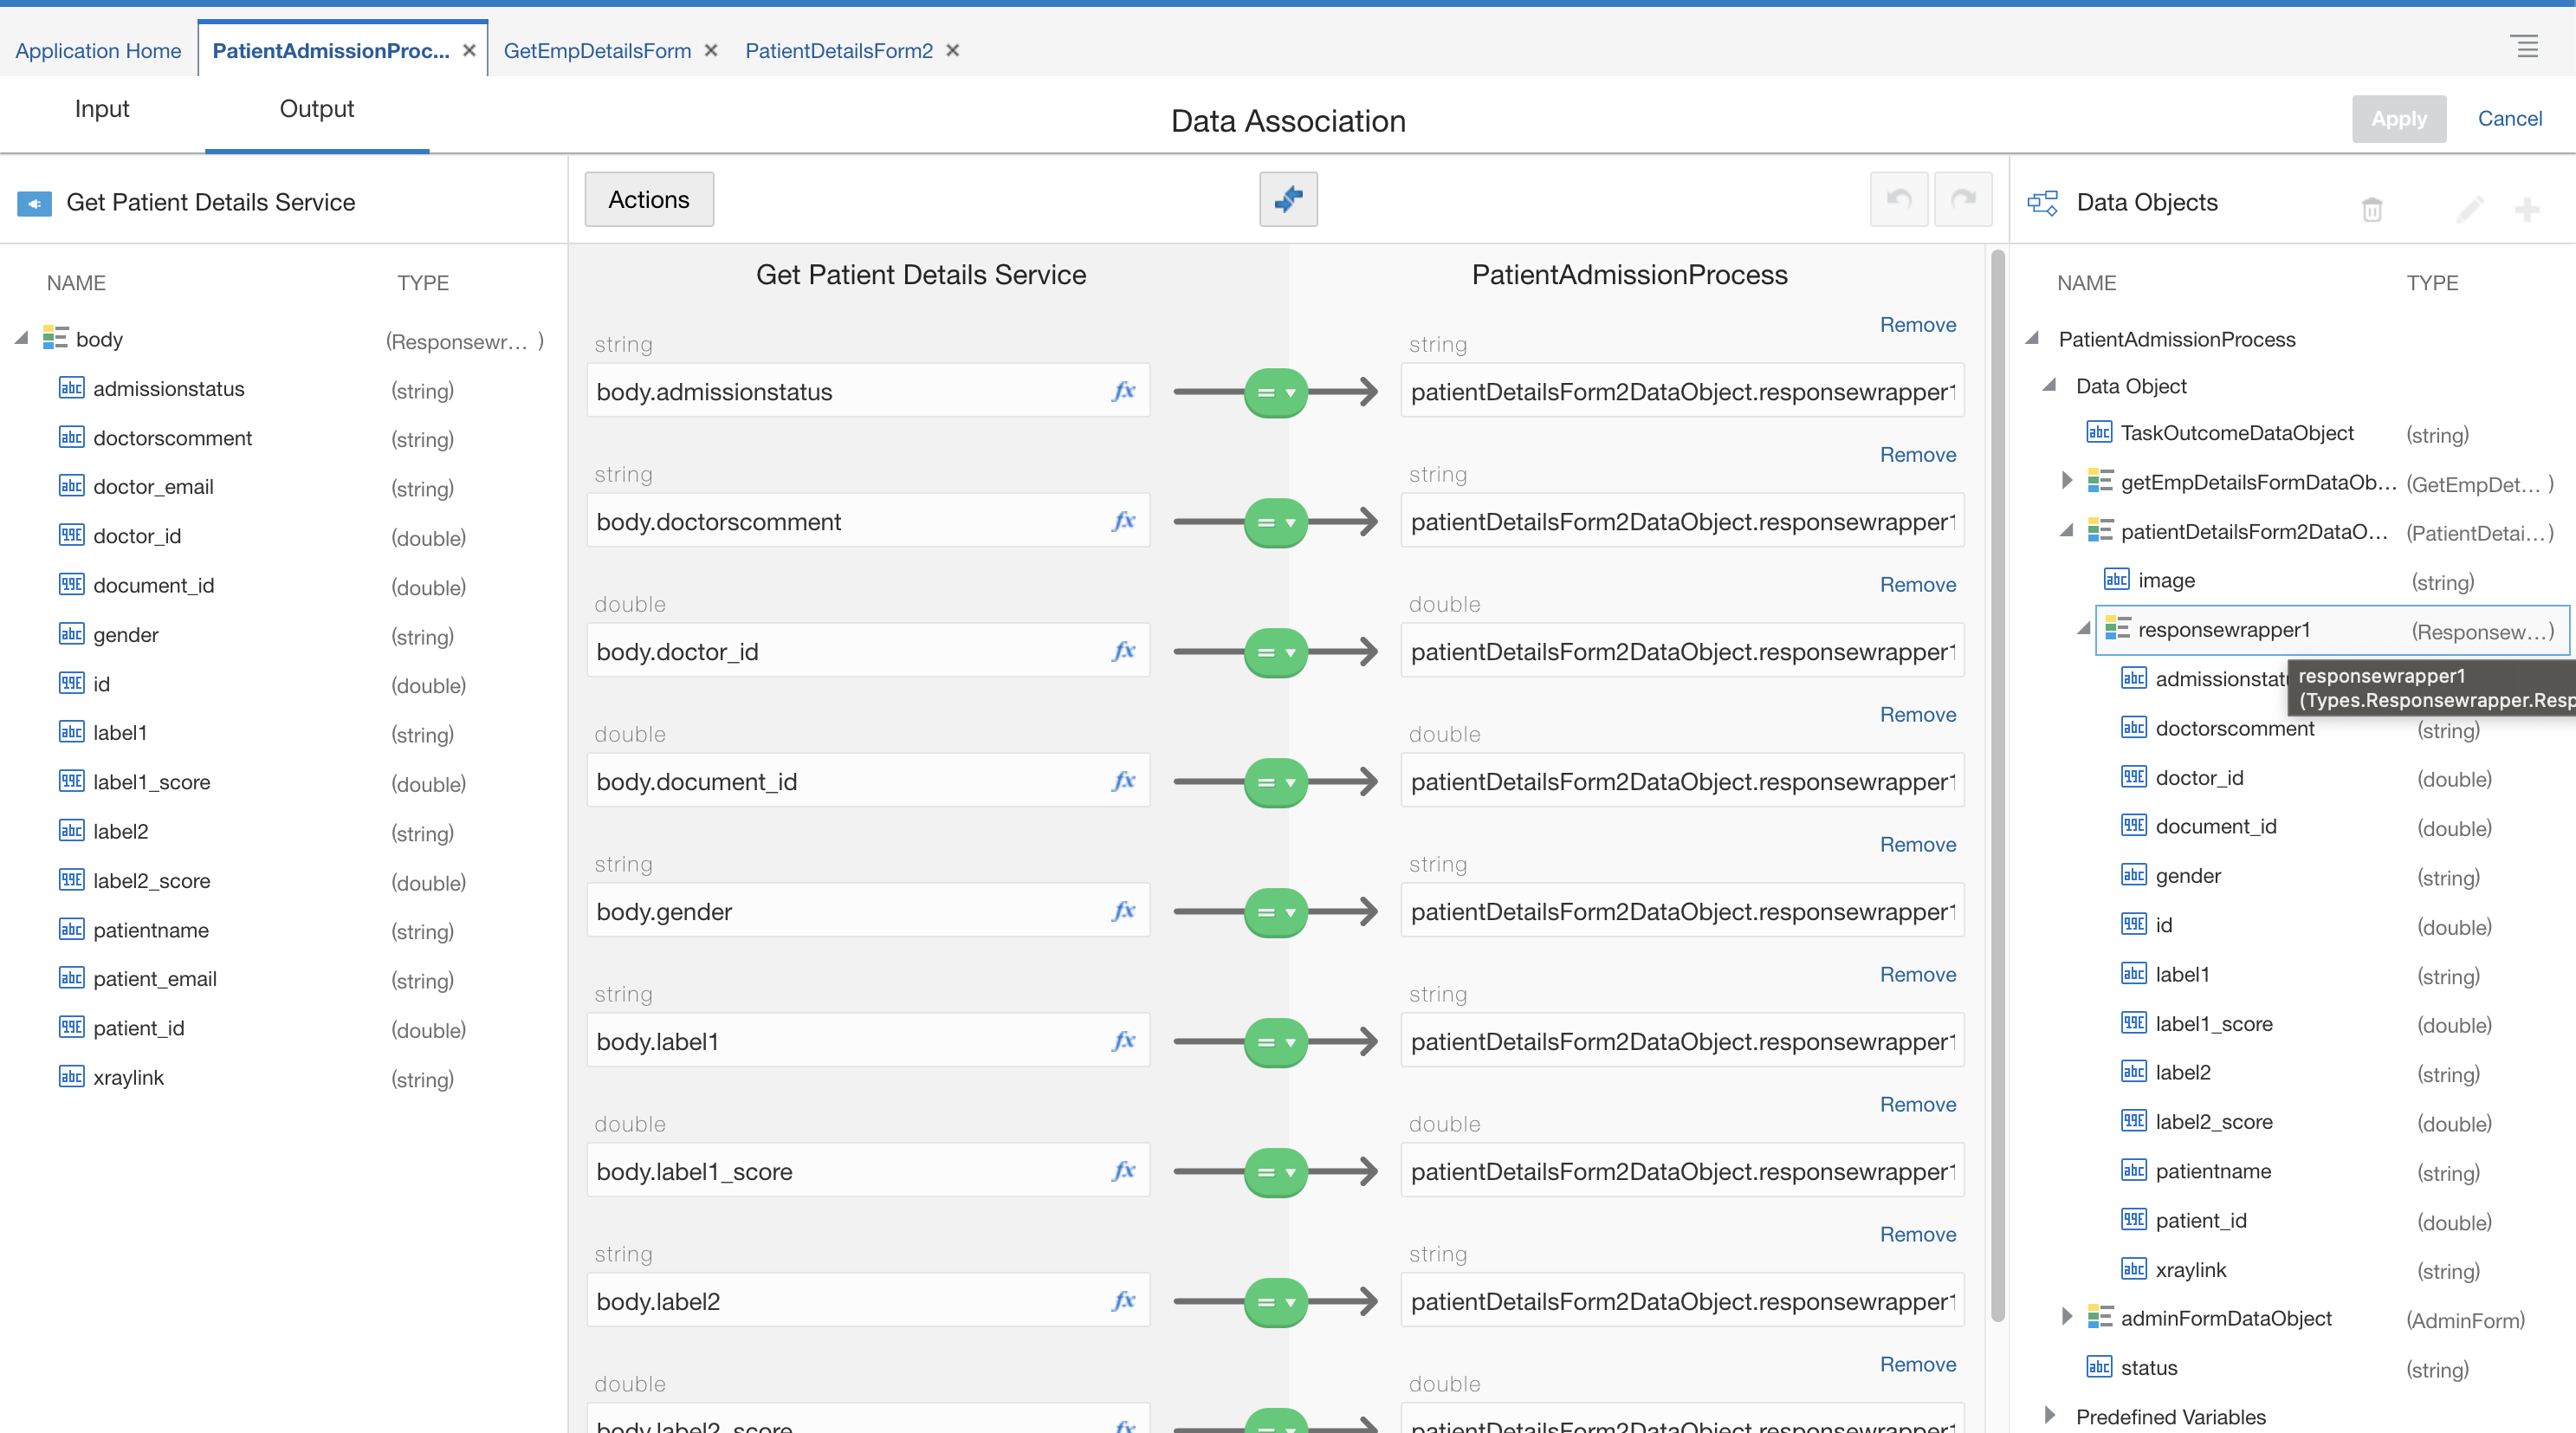 Application Home PatientAdmissionProc... GetEmpDetailsForm PatientDetailsForm2
Input Output Data Association Apply Cancel
Get Patient Details Service
NAME TYPE
body (Responsewr... )
admissionstatus (string)
doctorscomment (string)
doctor_email (string)
doctor_id (double)
document_id (double)
gender (string)
id (double)
label1 (string)
label1_score (double)
label2 (string)
label2_score (double)
patientname (string)
patient_email (string)
patient_id (double)
xraylink (string)
Actions
Get Patient Details Service PatientAdmissionProcess
Remove
string string
body.admissionstatus fx = patientDetailsForm2DataObject.responsewrapper1
Remove
string string
body.doctorscomment fx = patientDetailsForm2DataObject.responsewrapper1
Remove
double double
body.doctor_id fx = patientDetailsForm2DataObject.responsewrapper1
Remove
double double
body.document_id fx = patientDetailsForm2DataObject.responsewrapper1
Remove
string string
body.gender fx = patientDetailsForm2DataObject.responsewrapper1
Remove
string string
body.label1 fx = patientDetailsForm2DataObject.responsewrapper1
Remove
double double
body.label1_score fx = patientDetailsForm2DataObject.responsewrapper1
Remove
string string
body.label2 fx = patientDetailsForm2DataObject.responsewrapper1
Remove
double double
body.label2_score fx = patientDetailsForm2DataObject.responsewrapper1
Data Objects
NAME TYPE
PatientAdmissionProcess
Data Object
TaskOutcomeDataObject (string)
getEmpDetailsFormDataOb... (GetEmpDet... )
patientDetailsForm2DataO... (PatientDetai...)
image (string)
responsewrapper1 (Responsew...)
admissionstatu
responsewrapper1
(Types.Responsewrapper.Resp
doctorscomment (string)
doctor_id (double)
document_id (double)
gender (string)
id (double)
label1 (string)
label1_score (double)
label2 (string)
label2_score (double)
patientname (string)
patient_id (double)
xraylink (string)
adminFormDataObject (AdminForm)
status (string)
Predefined Variables